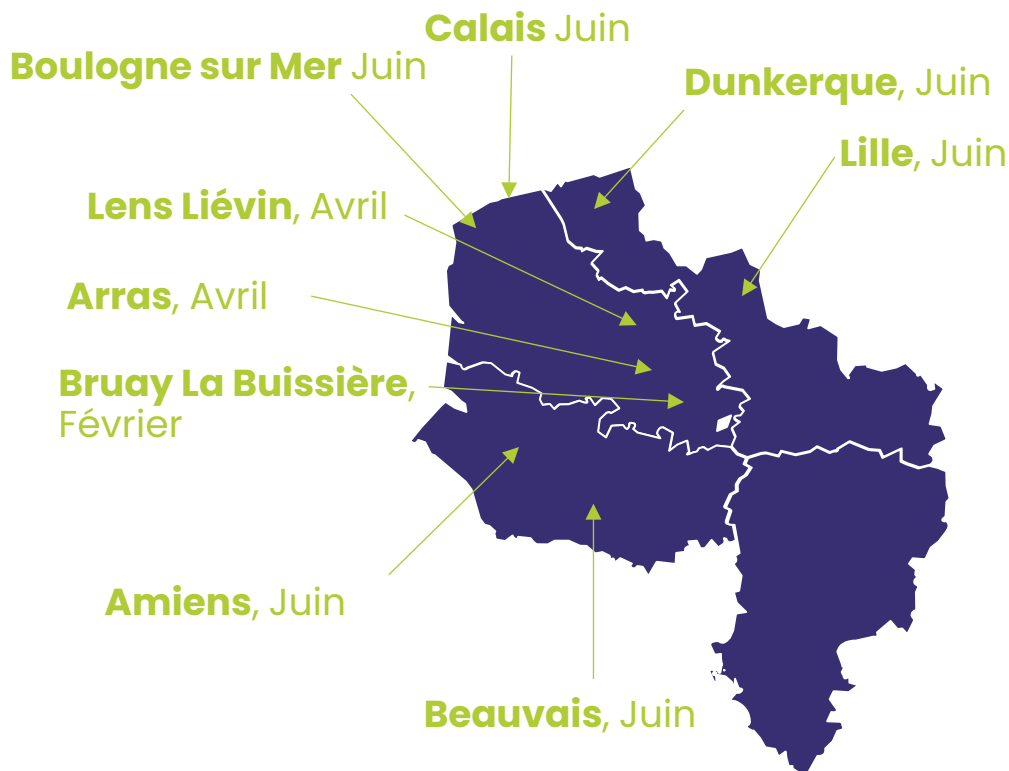 Calais Juin
Boulogne sur Mer Juin
Dunkerque, Juin
Lille, Juin
Lens Liévin, Avril
Arras, Avril
Bruay La Buissière,
Février
Amiens, Juin
Beauvais, Juin